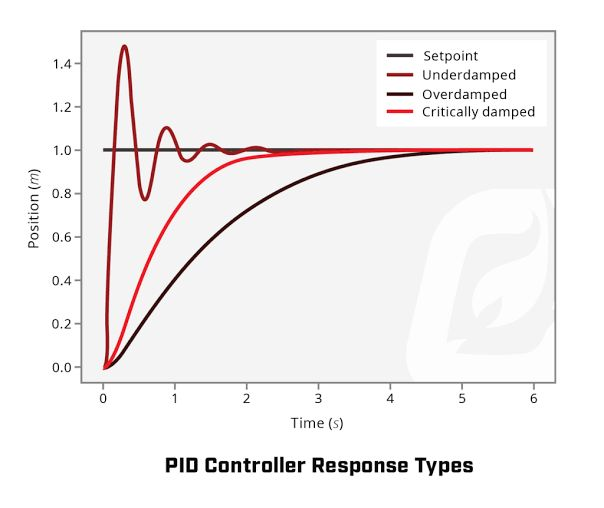 Setpoint
Underdamped
Overdamped
Critically damped
1.4
1.2
1.0
0.8
0.6
0.4
0.2
0.0
Position (m)
0 1 2 3 4 5 6
Time (s)
PID Controller Response Types